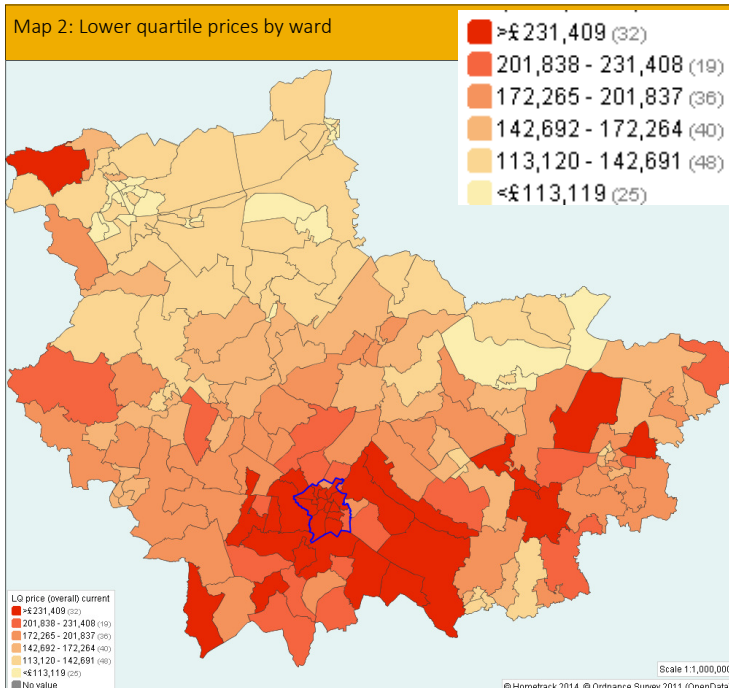 Map 2: Lower quartile prices by ward
>£231,409 (32)
201,838 - 231,408 (19)
172,265 - 201,837 (36)
142,692 - 172,264 (40)
113,120 - 142,691 (48)
<£113,119 (25)
LQ price (overall) current
>£231,409 (32)
201,838 - 231,408 (19)
172,265 - 201,837 (36)
142,692 - 172,264 (40)
113,120 - 142,691 (48)
<£113,119 (25)
No value
Scale 1:1,000,000
© Hometrack 2014, © Ordnance Survey 2011 (OpenData)